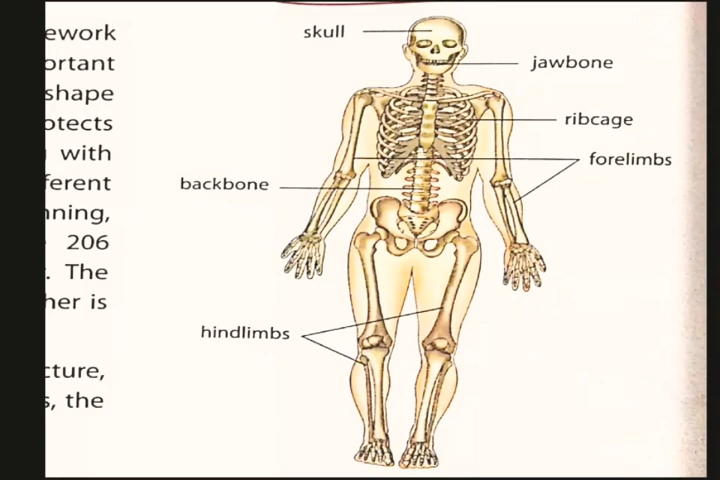 ework
ortant
shape
otects
with
ferent
nning,
206
. The
her is
cture,
s, the
skull
jawbone
ribcage
forelimbs
backbone
hindlimbs